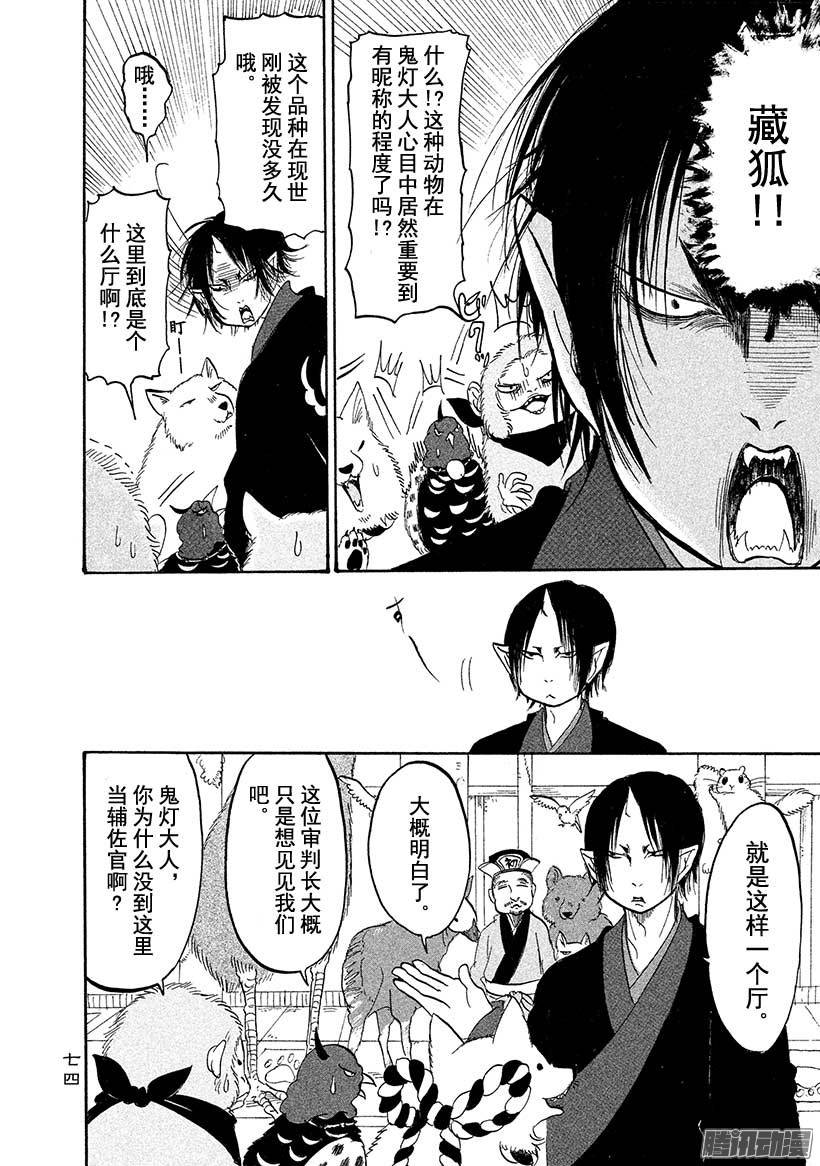 藏狐!!
什么!?这种动物在
鬼灯大人心目中居然重要到
有昵称的程度了吗!?
ビクッ
这个品种在现世
刚被发现没多久
哦。
哦……
这里到底是个
什么厅啊!?
盯——
就是这样一个厅。
大概明白了。
初
这位审判长大概
只是想见见我们
吧。
鬼灯大人，
你为什么没到这里
当辅佐官啊？
七四
腾讯动漫